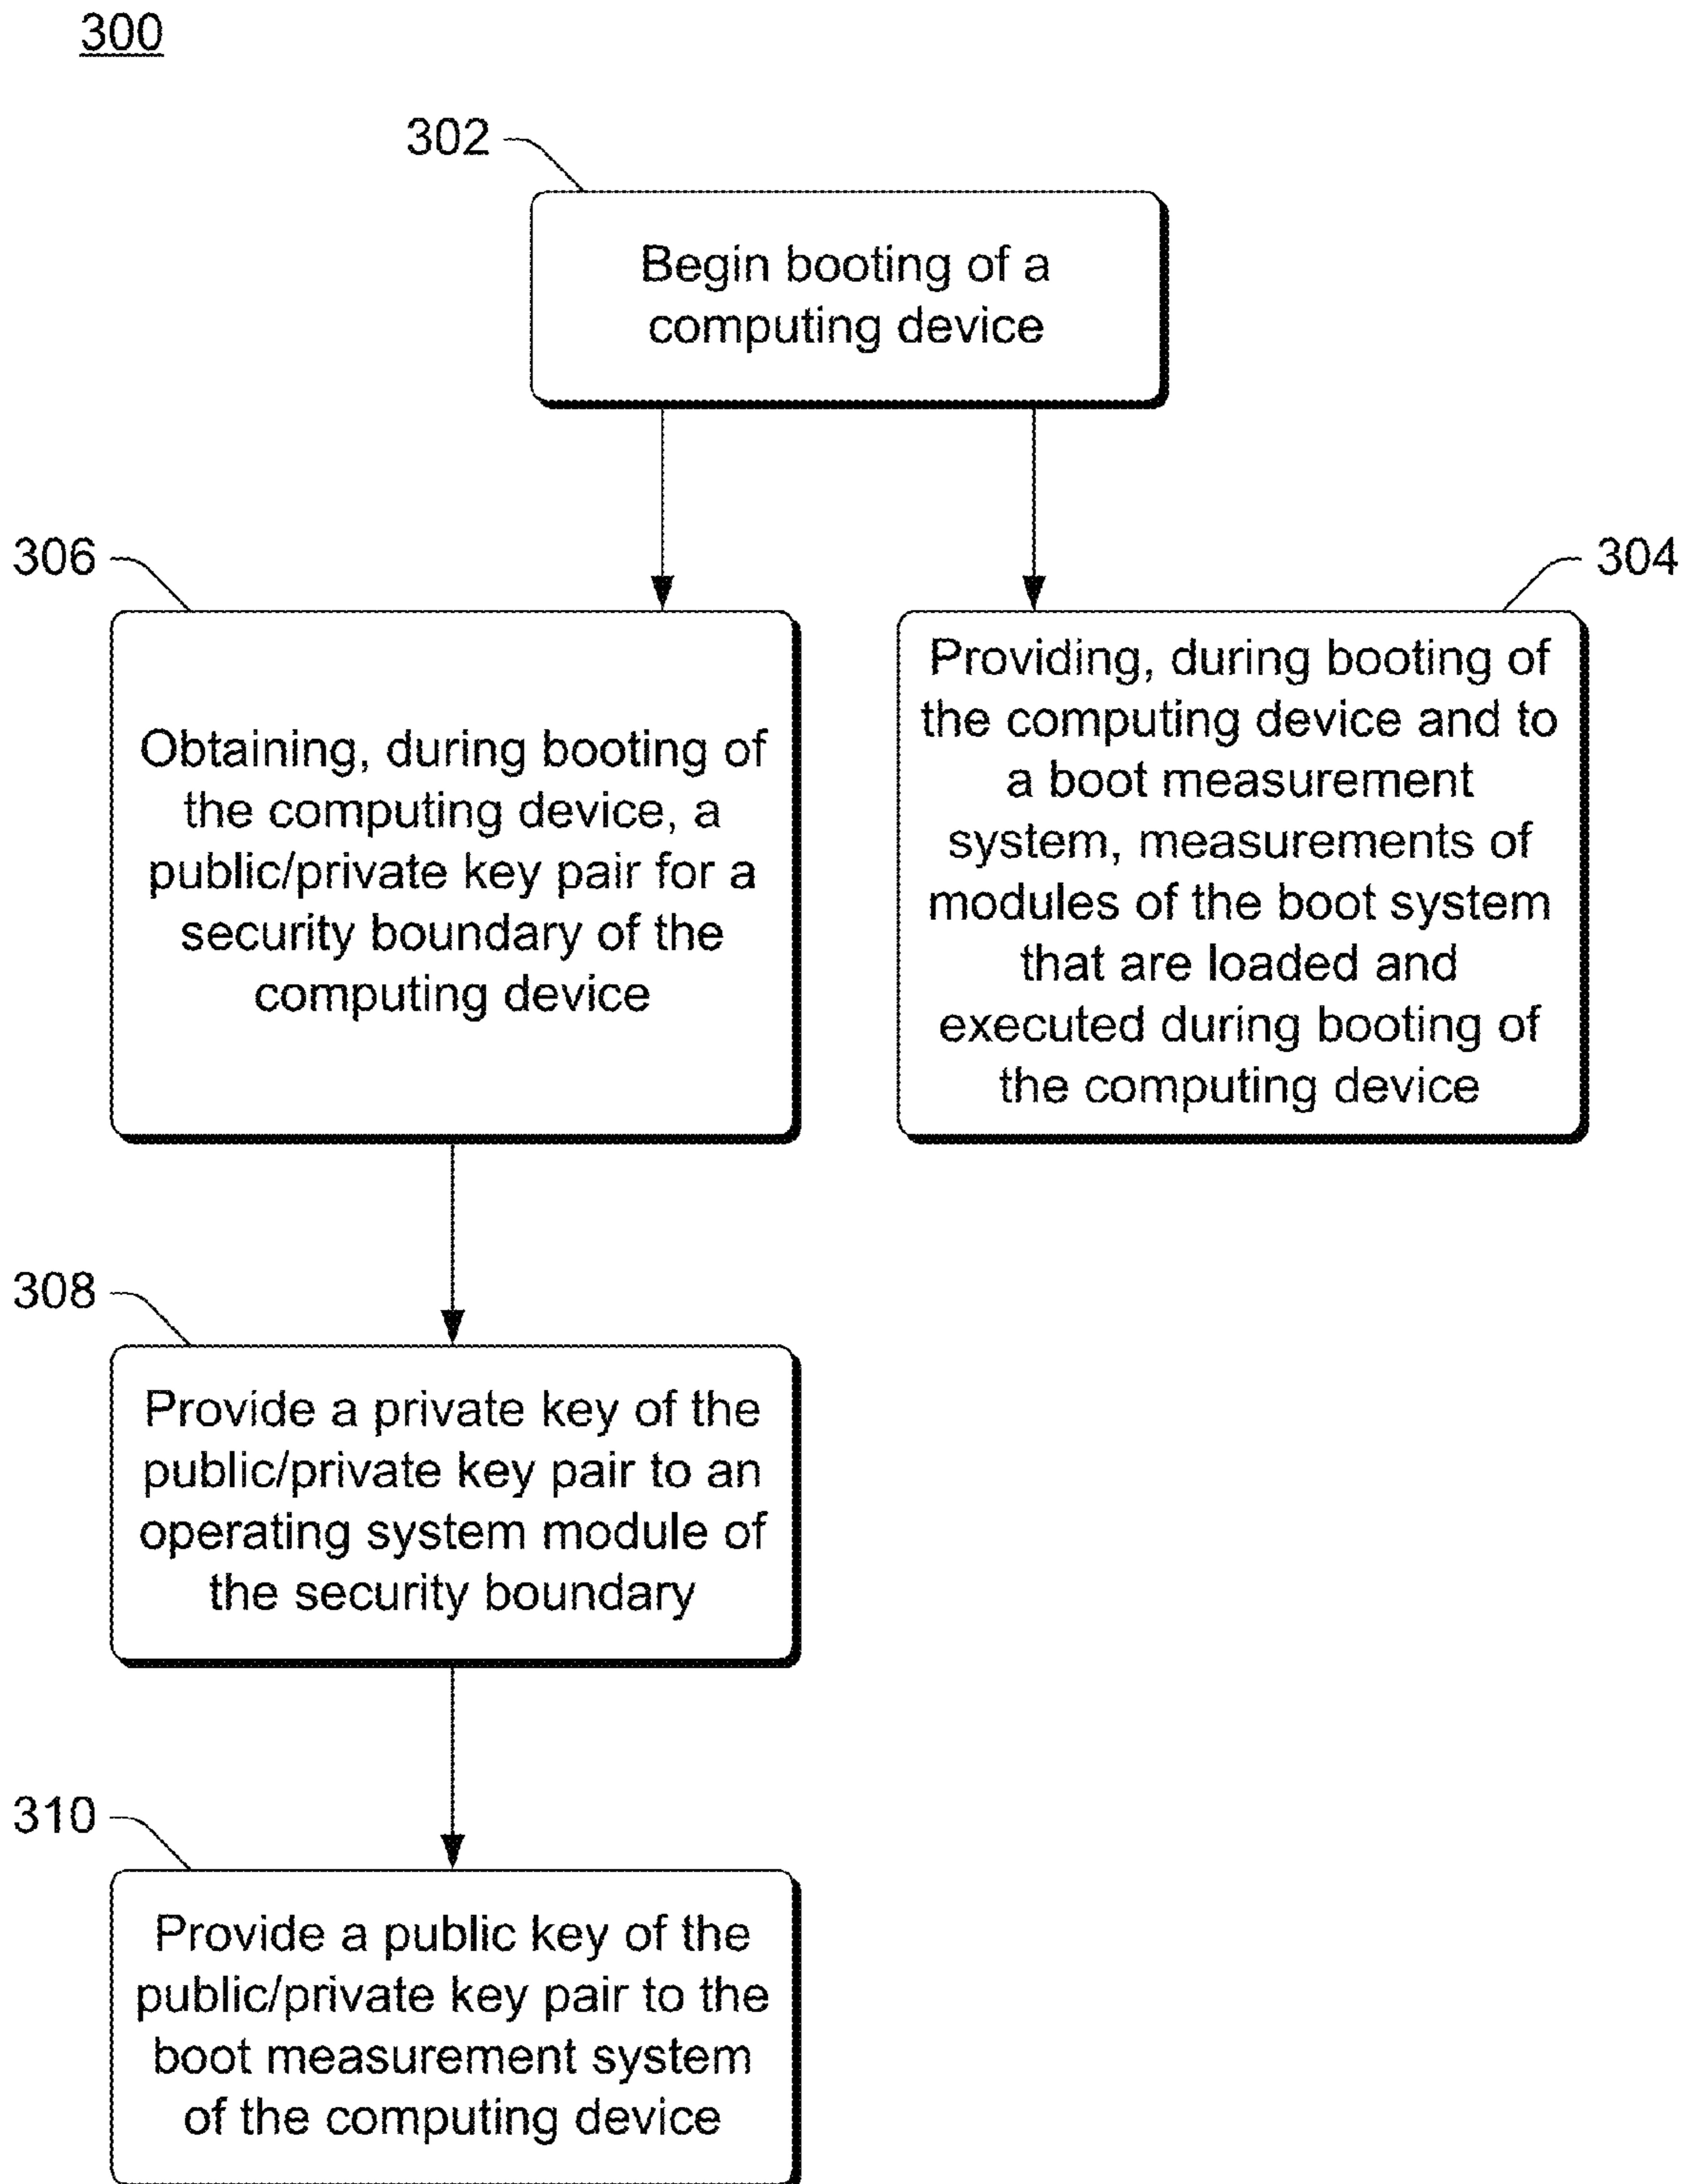 300
302
Begin booting of a
computing device
306
Obtaining, during booting of
the computing device, a
public/private key pair for a
security boundary of the
computing device
304
Providing, during booting of
the computing device and to
a boot measurement
system, measurements of
modules of the boot system
that are loaded and
executed during booting of
the computing device
308
Provide a private key of the
public/private key pair to an
operating system module of
the security boundary
310
Provide a public key of the
public/private key pair to the
boot measurement system
of the computing device